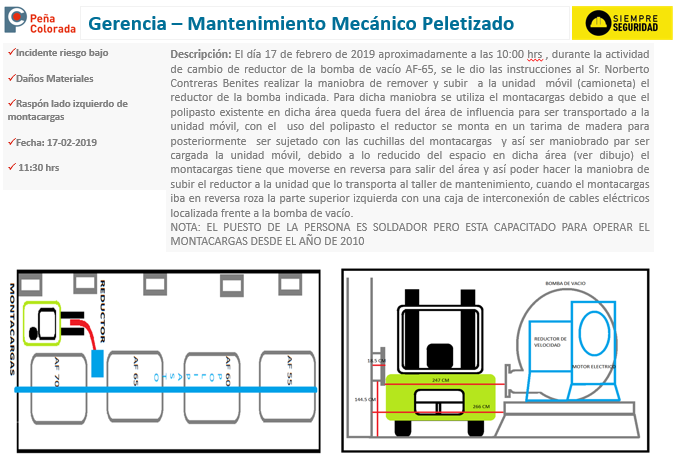 Peña
Colorada
Gerencia – Mantenimiento Mecánico Peletizado
SIEMPRE
SEGURIDAD
✓Incidente riesgo bajo
✓Daños Materiales
✓Raspón lado izquierdo de
montacargas
✓Fecha: 17-02-2019
✓ 11:30 hrs
Descripción: El día 17 de febrero de 2019 aproximadamente a las 10:00 hrs , durante la actividad
de cambio de reductor de la bomba de vacío AF-65, se le dio las instrucciones al Sr. Norberto
Contreras Benites realizar la maniobra de remover y subir a la unidad móvil (camioneta) el
reductor de la bomba indicada. Para dicha maniobra se utiliza el montacargas debido a que el
polipasto existente en dicha área queda fuera del área de influencia para ser transportado a la
unidad móvil, con el uso del polipasto el reductor se monta en un tarima de madera para
posteriormente ser sujetado con las cuchillas del montacargas y así ser maniobrado par ser
cargada la unidad móvil, debido a lo reducido del espacio en dicha área (ver dibujo) el
montacargas tiene que moverse en reversa para salir del área y así poder hacer la maniobra de
subir el reductor a la unidad que lo transporta al taller de mantenimiento, cuando el montacargas
iba en reversa roza la parte superior izquierda con una caja de interconexión de cables eléctricos
localizada frente a la bomba de vacío.
NOTA: EL PUESTO DE LA PERSONA ES SOLDADOR PERO ESTA CAPACITADO PARA OPERAR EL
MONTACARGAS DESDE EL AÑO DE 2010
MONTACARGAS
REDUCTOR
AF 70
AF 65
AF 60
AF 55
POLIPASTO
BOMBA DE VACIO
REDUCTOR DE
VELOCIDAD
MOTOR ELECTRICO
14.5 CM
247 CM
144.5 CM
266 CM